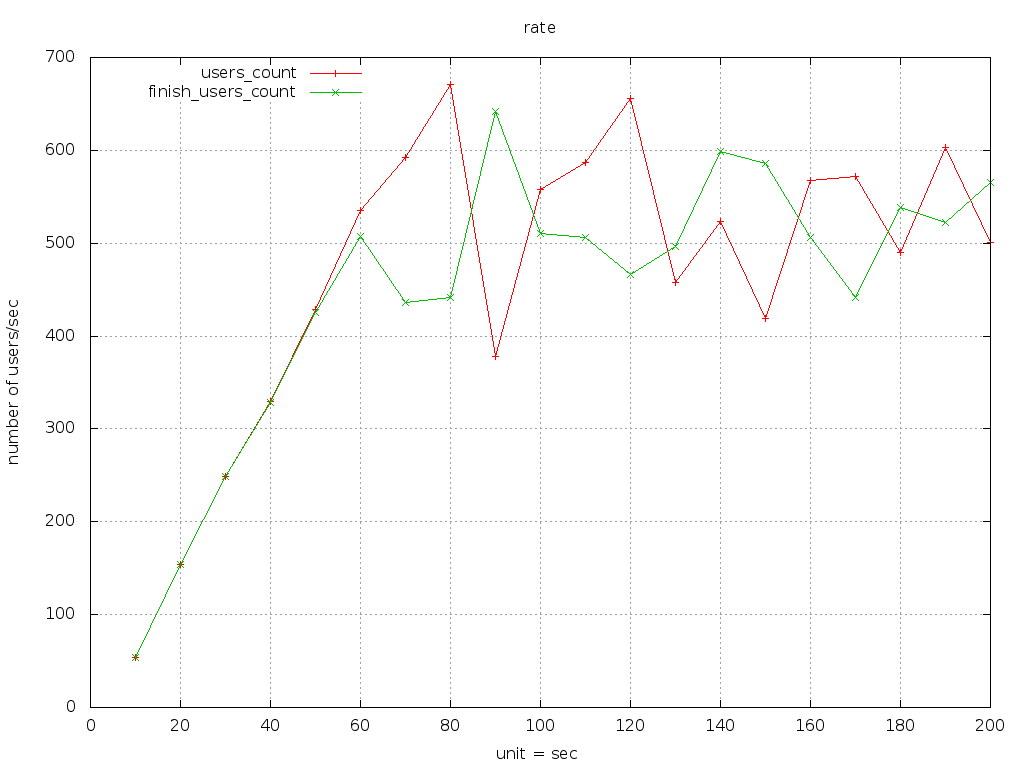 rate
700
600
500
400
300
200
100
0
number of users/sec
users_count
finish_users_count
0 20 40 60 80 100 120 140 160 180 200
unit = sec